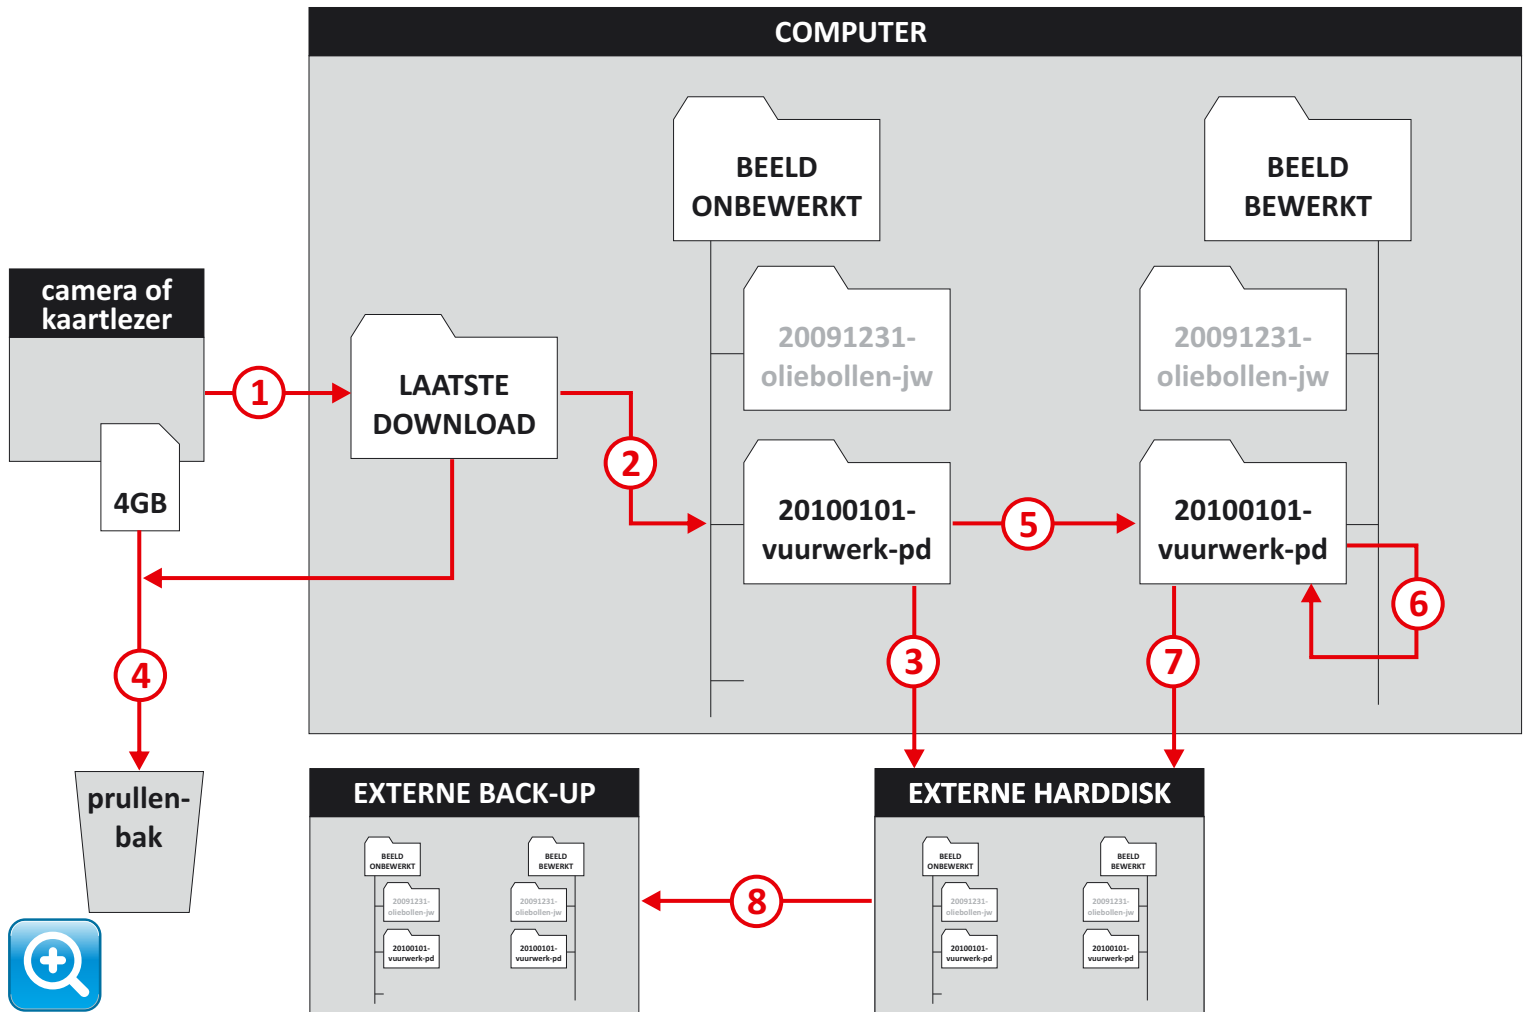 COMPUTER
BEELD
ONBEWERKT
BEELD
BEWERKT
camera of
kaartlezer
4GB
1
LAATSTE
DOWNLOAD
2
20091231-
oliebollen-jw
20091231-
oliebollen-jw
20100101-
vuurwerk-pd
5
20100101-
vuurwerk-pd
6
3
7
4
prullen-
bak
EXTERNE BACK-UP
BEELD
ONBEWERKT
BEELD
BEWERKT
20091231-
oliebollen-jw
20091231-
oliebollen-jw
20100101-
vuurwerk-pd
20100101-
vuurwerk-pd
8
EXTERNE HARDDISK
BEELD
ONBEWERKT
BEELD
BEWERKT
20091231-
oliebollen-jw
20091231-
oliebollen-jw
20100101-
vuurwerk-pd
20100101-
vuurwerk-pd